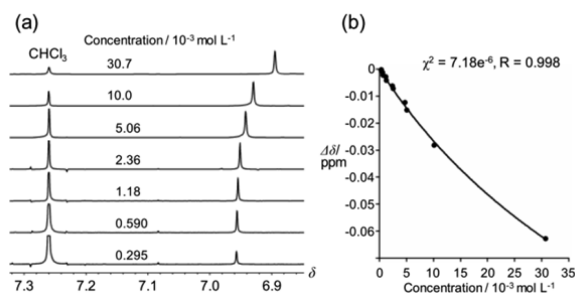 (a)
Concentration / 10⁻³ mol L⁻¹
CHCl₃
30.7
10.0
5.06
2.36
1.18
0.590
0.295
7.3 7.2 7.1 7.0 6.9 δ
(b)
χ² = 7.18e⁻⁶, R = 0.998
0
-0.01
-0.02
Δδ/
ppm
-0.03
-0.04
-0.05
-0.06
0 5 10 15 20 25 30 35
Concentration / 10⁻³ mol L⁻¹